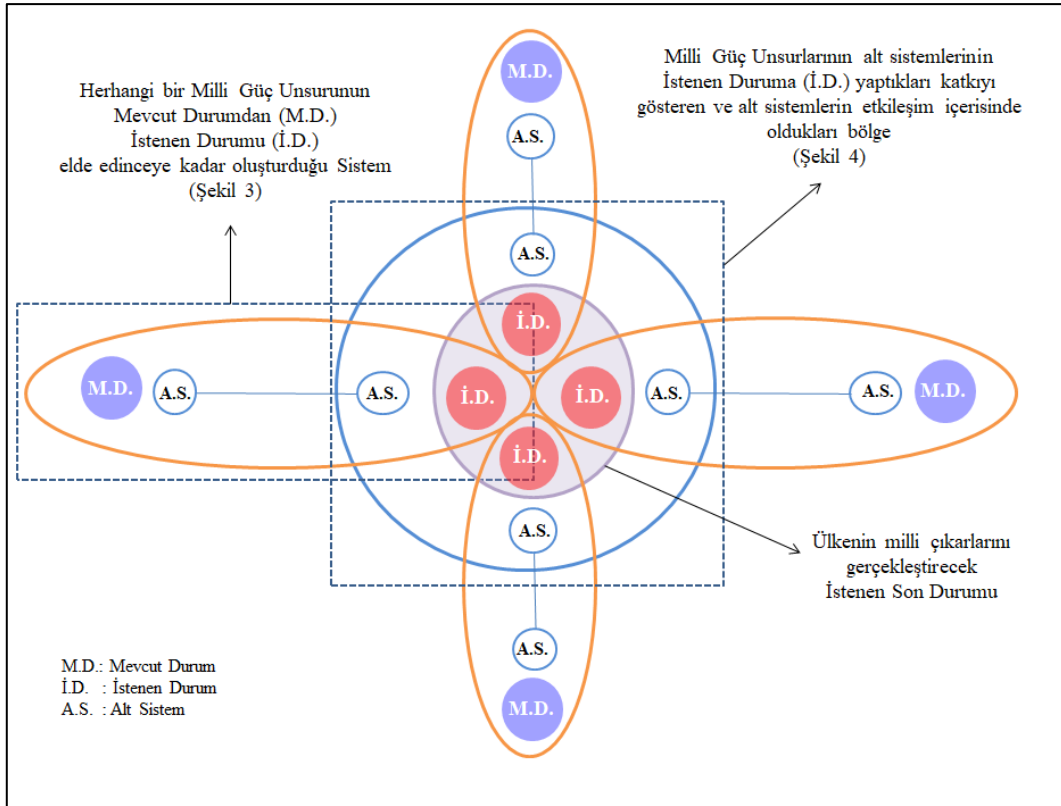 Herhangi bir Milli Güç Unsurunun
Mevcut Durumdan (M.D.)
İstenen Durumu (İ.D.)
elde edinceye kadar oluşturduğu Sistem
(Şekil 3)
Milli Güç Unsurlarının alt sistemlerinin
İstenen Duruma (İ.D.) yaptıkları katkıyı
gösteren ve alt sistemlerin etkileşim içerisinde
oldukları bölge
(Şekil 4)
M.D.
A.S.
A.S.
İ.D.
M.D.
A.S.
A.S.
İ.D.
İ.D.
A.S.
A.S.
M.D.
İ.D.
A.S.
A.S.
M.D.
Ülkenin milli çıkarlarını
gerçekleştirecek
İstenen Son Durumu
M.D.: Mevcut Durum
İ.D. : İstenen Durum
A.S. : Alt Sistem